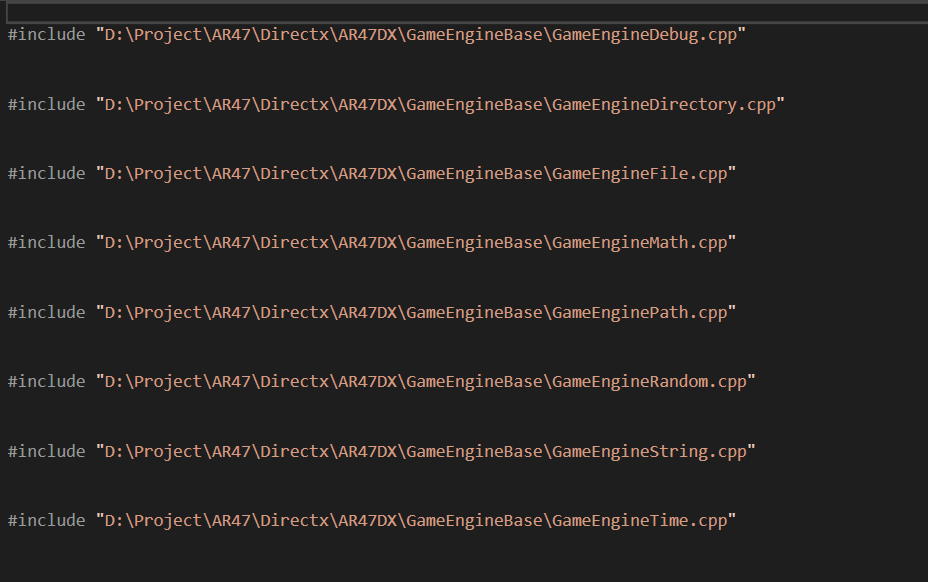 #include "D:\Project\AR47\Directx\AR47DX\GameEngineBase\GameEngineDebug.cpp"
#include "D:\Project\AR47\Directx\AR47DX\GameEngineBase\GameEngineDirectory.cpp"
#include "D:\Project\AR47\Directx\AR47DX\GameEngineBase\GameEngineFile.cpp"
#include "D:\Project\AR47\Directx\AR47DX\GameEngineBase\GameEngineMath.cpp"
#include "D:\Project\AR47\Directx\AR47DX\GameEngineBase\GameEnginePath.cpp"
#include "D:\Project\AR47\Directx\AR47DX\GameEngineBase\GameEngineRandom.cpp"
#include "D:\Project\AR47\Directx\AR47DX\GameEngineBase\GameEngineString.cpp"
#include "D:\Project\AR47\Directx\AR47DX\GameEngineBase\GameEngineTime.cpp"